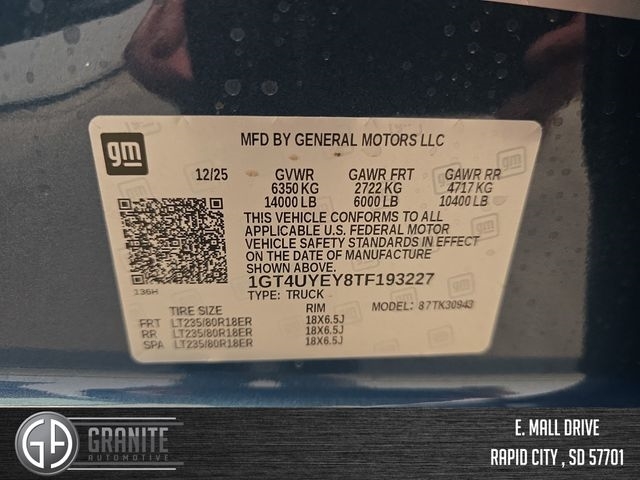 gm
MFD BY GENERAL MOTORS LLC
12/25 GVWR GAWR FRT GAWR RR
6350 KG 2722 KG 4717 KG
14000 LB 6000 LB 10400 LB
THIS VEHICLE CONFORMS TO ALL
APPLICABLE U.S. FEDERAL MOTOR
VEHICLE SAFETY STANDARDS IN EFFECT
ON THE DATE OF MANUFACTURE
SHOWN ABOVE.
136H
1GT4UYEY8TF193227
TYPE: TRUCK
MODEL: 87TK30943
TIRE SIZE RIM
FRT LT235/80R18ER 18X6.5J
RR LT235/80R18ER 18X6.5J
SPA LT235/80R18ER 18X6.5J
GA GRANITE
AUTOMOTIVE
E. MALL DRIVE
RAPID CITY , SD 57701